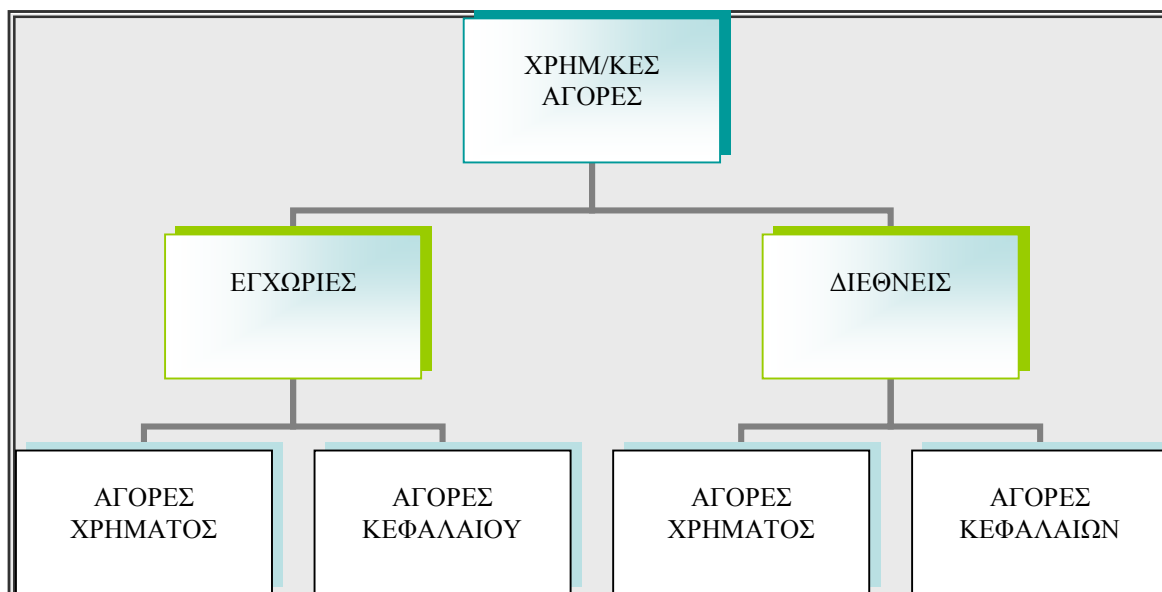 ΧΡΗΜ/ΚΕΣ
ΑΓΟΡΕΣ
ΕΓΧΩΡΙΕΣ
ΔΙΕΘΝΕΙΣ
ΑΓΟΡΕΣ
ΧΡΗΜΑΤΟΣ
ΑΓΟΡΕΣ
ΚΕΦΑΛΑΙΟΥ
ΑΓΟΡΕΣ
ΧΡΗΜΑΤΟΣ
ΑΓΟΡΕΣ
ΚΕΦΑΛΑΙΩΝ